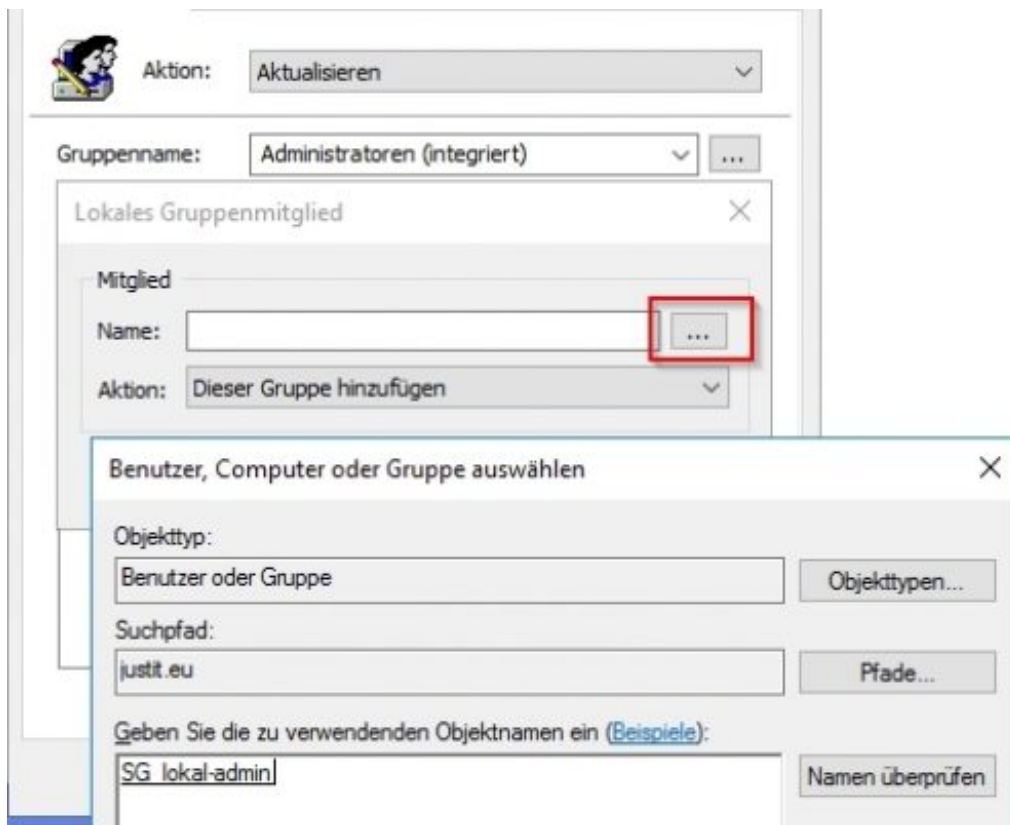 Aktion: Aktualisieren
Gruppenname: Administratoren (integriert) ...
Lokales Gruppenmitglied
Mitglied
Name: ...
Aktion: Dieser Gruppe hinzufügen
Benutzer, Computer oder Gruppe auswählen
Objekttyp:
Benutzer oder Gruppe Objekttypen...
Suchpfad:
justit.eu Pfade...
Geben Sie die zu verwendenden Objektnamen ein (Beispiele):
SG_lokal-admin Namen überprüfen